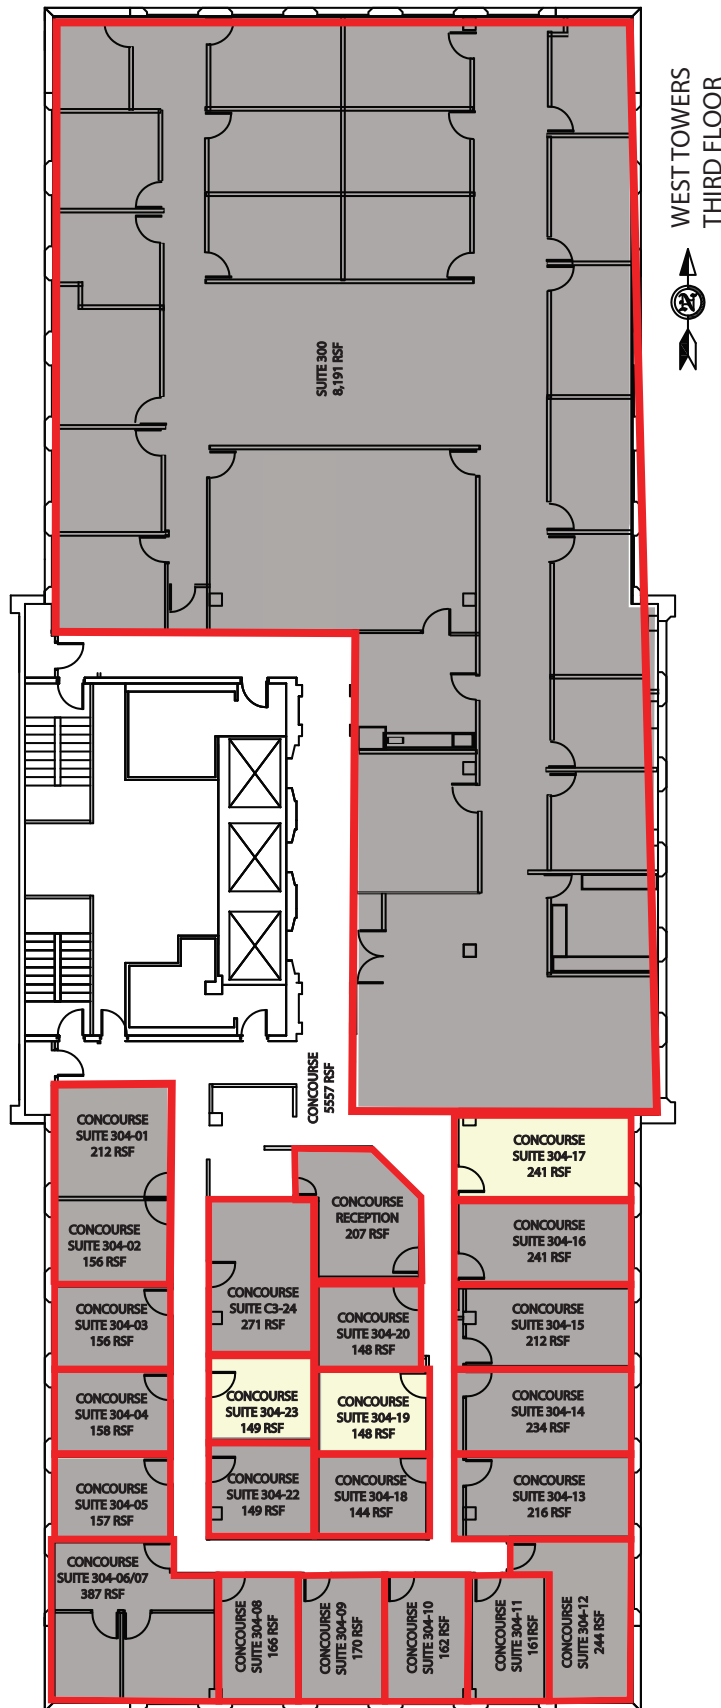 WEST TOWERS
THIRD FLOOR
N
SUITE 300
8,191 RSF
CONCOURSE
5557 RSF
CONCOURSE
SUITE 304-01
212 RSF
CONCOURSE
SUITE 304-02
156 RSF
CONCOURSE
SUITE 304-03
156 RSF
CONCOURSE
SUITE 304-04
158 RSF
CONCOURSE
SUITE 304-05
157 RSF
CONCOURSE
SUITE 304-06/07
387 RSF
CONCOURSE
SUITE 304-08
166 RSF
CONCOURSE
SUITE 304-09
170 RSF
CONCOURSE
SUITE 304-10
162 RSF
CONCOURSE
SUITE 304-11
161RSF
CONCOURSE
SUITE 304-12
244 RSF
CONCOURSE
SUITE 304-13
216 RSF
CONCOURSE
SUITE 304-14
234 RSF
CONCOURSE
SUITE 304-15
212 RSF
CONCOURSE
SUITE 304-16
241 RSF
CONCOURSE
SUITE 304-17
241 RSF
CONCOURSE
RECEPTION
207 RSF
CONCOURSE
SUITE C3-24
271 RSF
CONCOURSE
SUITE 304-20
148 RSF
CONCOURSE
SUITE 304-23
149 RSF
CONCOURSE
SUITE 304-19
148 RSF
CONCOURSE
SUITE 304-22
149 RSF
CONCOURSE
SUITE 304-18
144 RSF